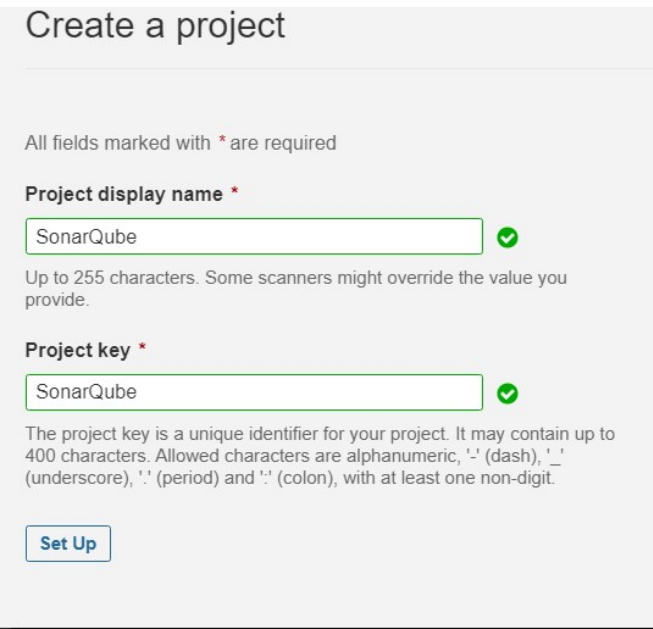 Create a project
All fields marked with * are required
Project display name *
SonarQube
Up to 255 characters. Some scanners might override the value you
provide.
Project key *
SonarQube
The project key is a unique identifier for your project. It may contain up to
400 characters. Allowed characters are alphanumeric, '-' (dash), '_'
(underscore), '.' (period) and ':' (colon), with at least one non-digit.
Set Up